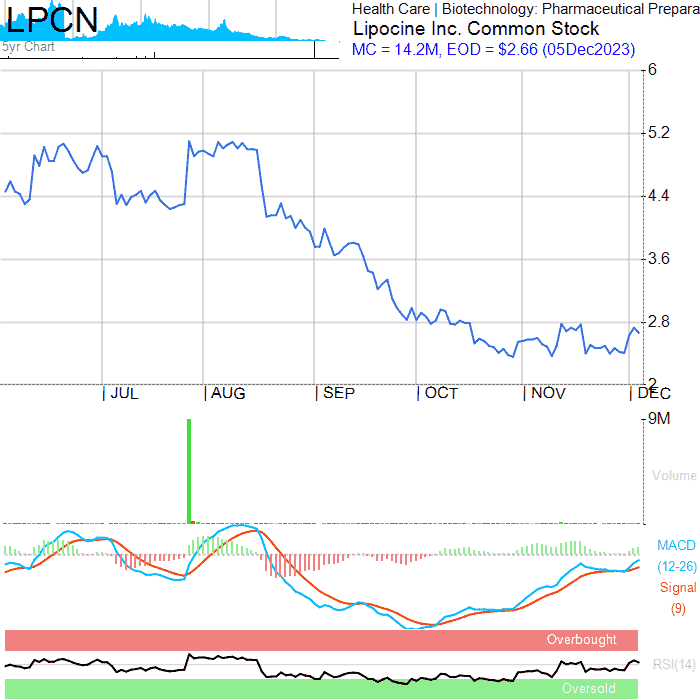 LPCN
5yr Chart
Health Care | Biotechnology: Pharmaceutical Prepara
Lipocine Inc. Common Stock
MC = 14.2M, EOD = $2.66 (05Dec2023)
6
5.2
4.4
3.6
2.8
2
JUL
AUG
SEP
OCT
NOV
DEC
9M
Volume
MACD
(12-26)
Signal
(9)
Overbought
RSI(14)
Oversold